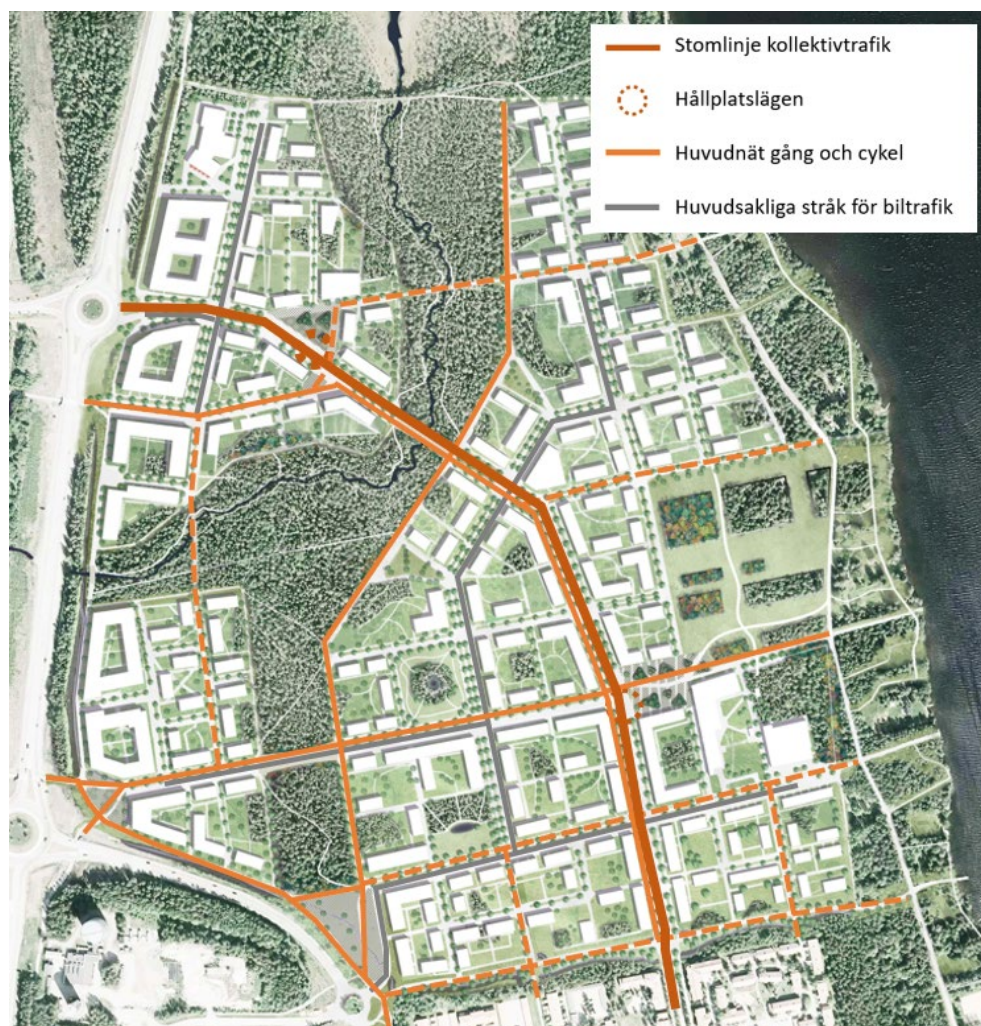 Stomlinje kollektivtrafik
Hållplatslägen
Huvudnät gång och cykel
Huvudsakliga stråk för biltrafik